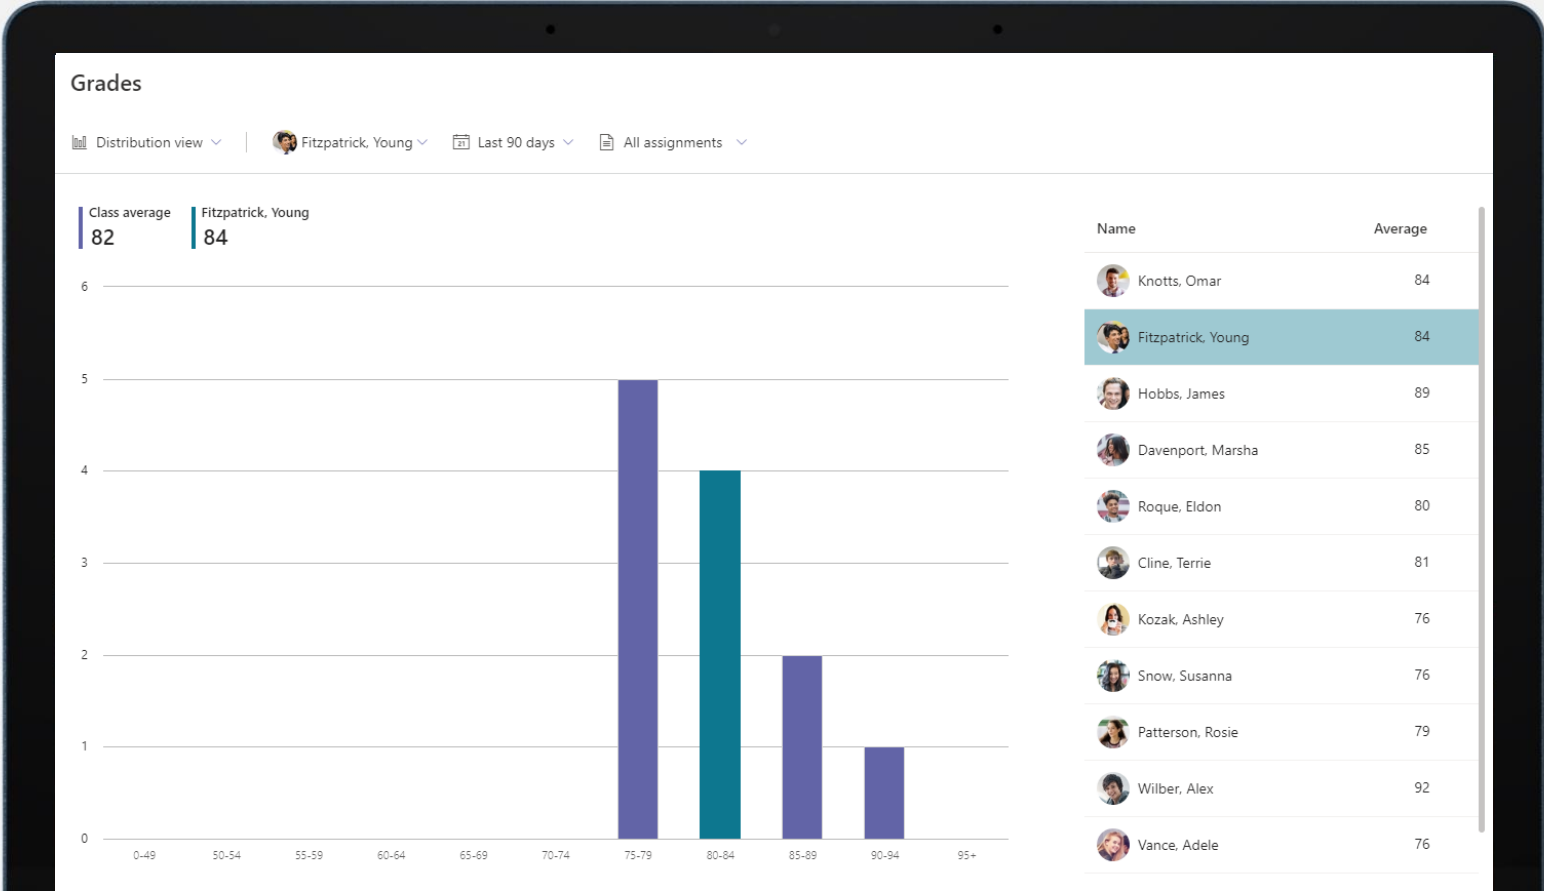 Grades
Distribution view
Fitzpatrick, Young
Last 90 days
All assignments
Class average
82
Fitzpatrick, Young
84
6
5
4
3
2
1
0
0-49 50-54 55-59 60-64 65-69 70-74 75-79 80-84 85-89 90-94 95+
Name Average
Knotts, Omar 84
Fitzpatrick, Young 84
Hobbs, James 89
Davenport, Marsha 85
Roque, Eldon 80
Cline, Terrie 81
Kozak, Ashley 76
Snow, Susanna 76
Patterson, Rosie 79
Wilber, Alex 92
Vance, Adele 76